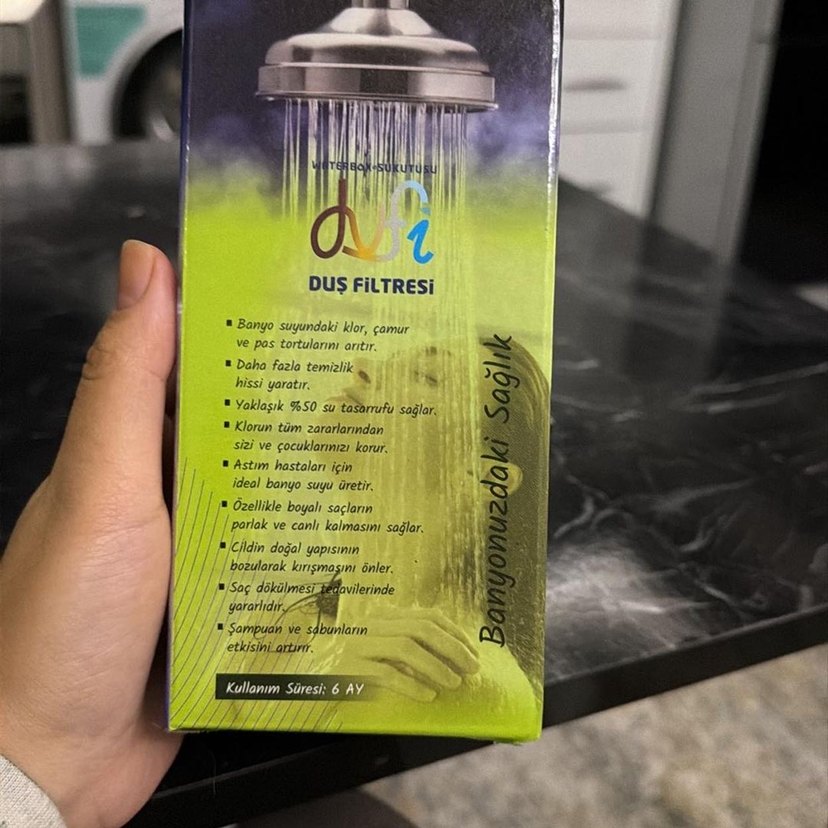 WATERBOX-SUKUTUSU
dufi
DUŞ FiLTRESi
▪ Banyo suyundaki klor, çamur
ve pas tortularını arıtır.
▪ Daha fazla temizlik
hissi yaratır.
▪ Yaklaşık %50 su tasarrufu sağlar.
▪ Klorun tüm zararlarından
sizi ve çocuklarınızı korur.
▪ Astım hastaları için
ideal banyo suyu üretir.
▪ Özellikle boyalı saçların
parlak ve canlı kalmasını sağlar.
▪ Cildin doğal yapısının
bozularak kırışmasını önler.
▪ Saç dökülmesi tedavilerinde
yararlıdır.
▪ Şampuan ve sabunların
etkisini artırır.
Kullanım Süresi: 6 AY
Banyonuzdaki Sağlık